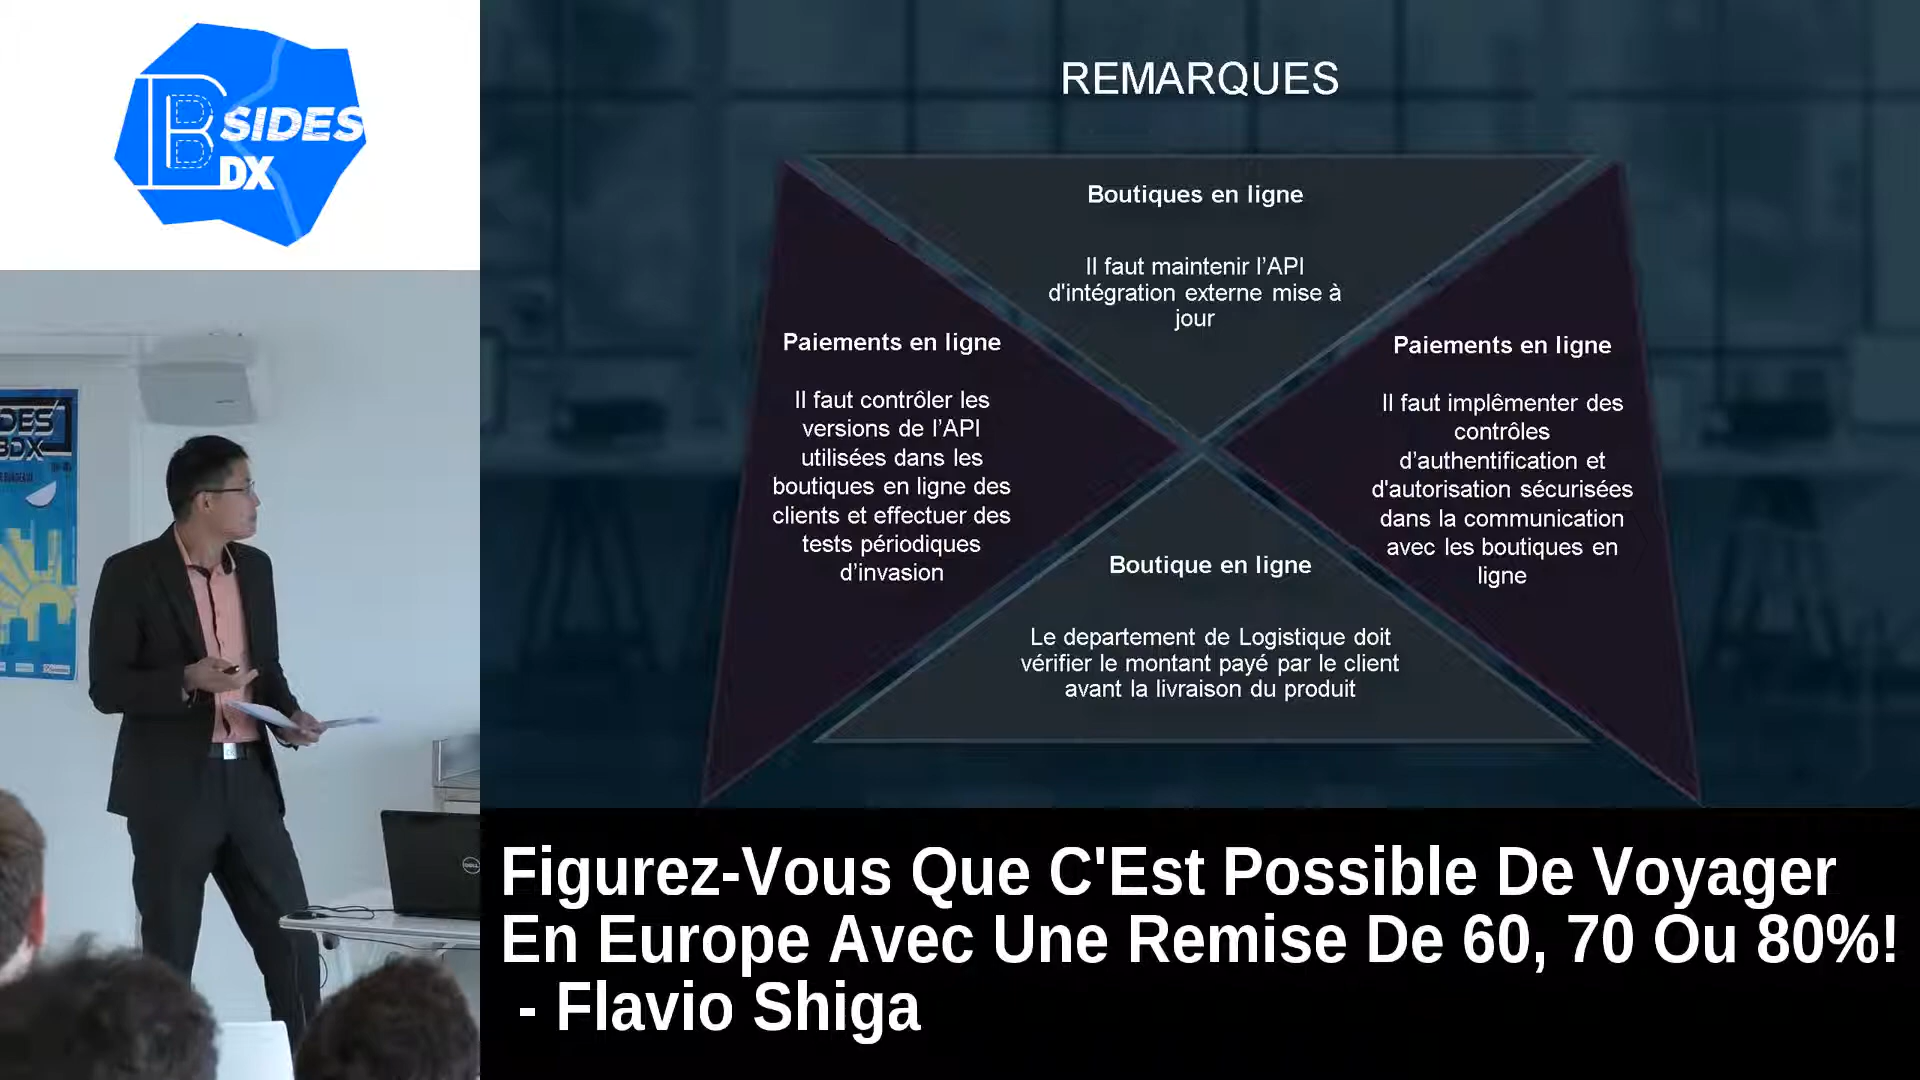 B
SIDES
DX
REMARQUES
Boutiques en ligne
Il faut maintenir l’API
d'intégration externe mise à
jour
Paiements en ligne
Il faut contrôler les
versions de l’API
utilisées dans les
boutiques en ligne des
clients et effectuer des
tests périodiques
d’invasion
Paiements en ligne
Il faut implêmenter des
contrôles
d’authentification et
d'autorisation sécurisées
dans la communication
avec les boutiques en
ligne
Boutique en ligne
Le departement de Logistique doit
vérifier le montant payé par le client
avant la livraison du produit
DES
BDX
DELL
Figurez-Vous Que C'Est Possible De Voyager
En Europe Avec Une Remise De 60, 70 Ou 80%!
- Flavio Shiga